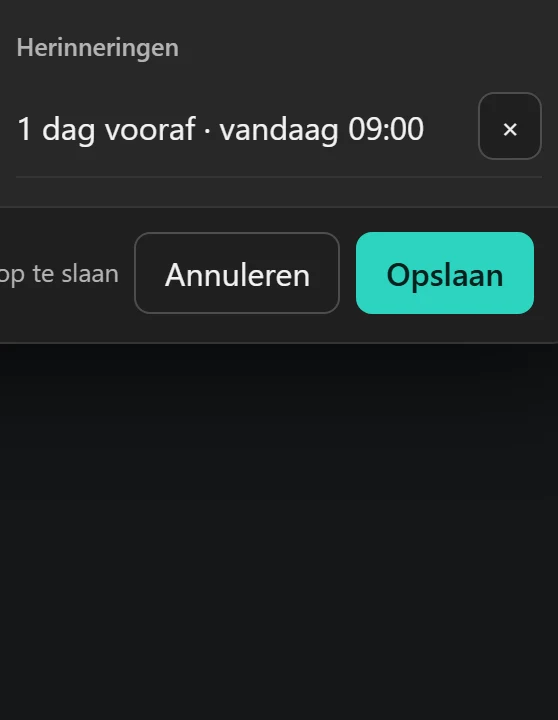 Herinneringen
1 dag vooraf · vandaag 09:00 ×
op te slaan Annuleren Opslaan